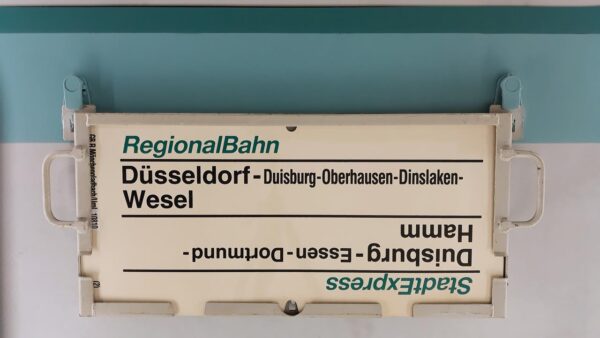 RegionalBahn
Düsseldorf-Duisburg-Oberhausen-Dinslaken-
Wesel
StadtExpress
Duisburg-Essen-Dortmund-
Hamm